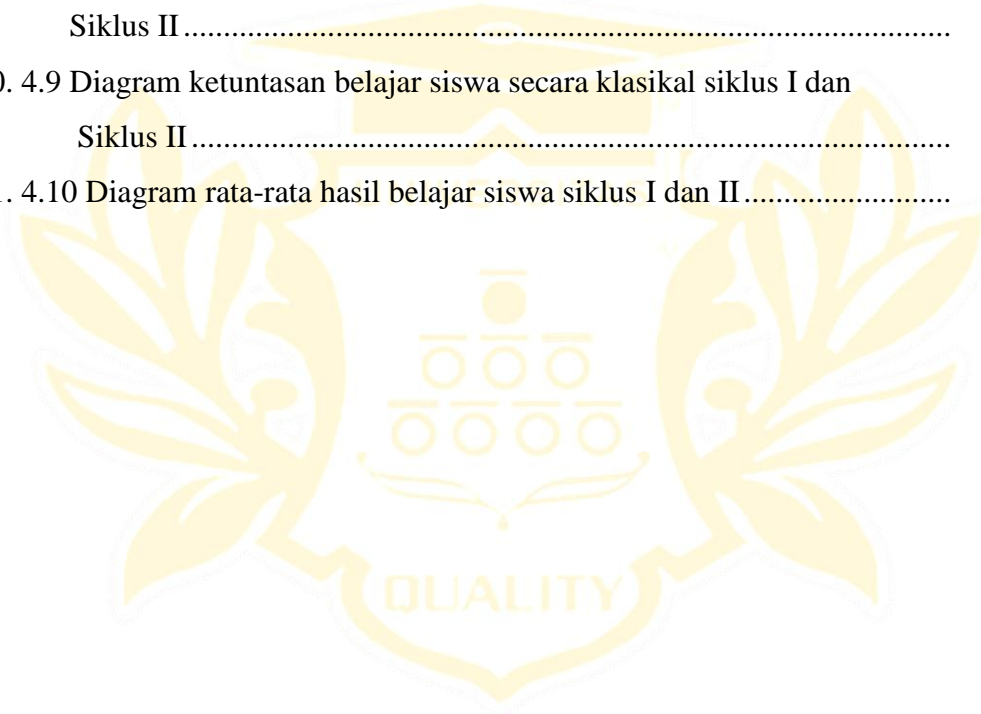 Siklus II ................................................................................................
0. 4.9 Diagram ketuntasan belajar siswa secara klasikal siklus I dan
Siklus II ................................................................................................
. 4.10 Diagram rata-rata hasil belajar siswa siklus I dan II ..........................
QUALITY